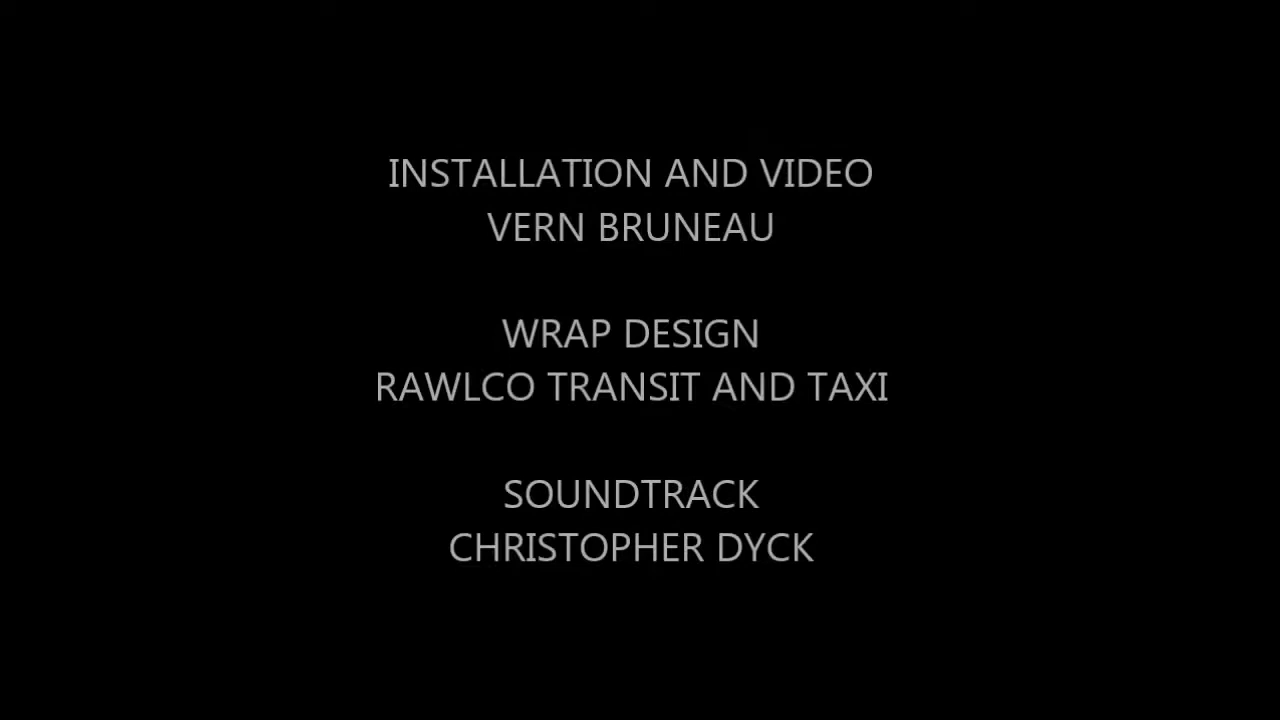 INSTALLATION AND VIDEO
VERN BRUNEAU
WRAP DESIGN
RAWLCO TRANSIT AND TAXI
SOUNDTRACK
CHRISTOPHER DYCK